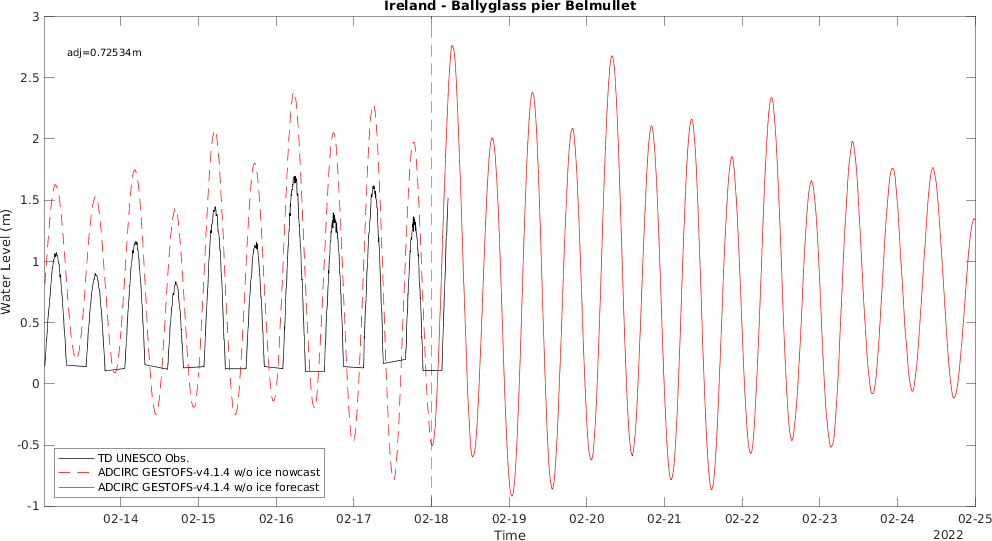 Ireland - Ballyglass pier Belmullet
adj=0.72534m
3
2.5
2
1.5
1
0.5
0
-0.5
-1
Water Level (m)
TD UNESCO Obs.
ADCIRC GESTOFS-v4.1.4 w/o ice nowcast
ADCIRC GESTOFS-v4.1.4 w/o ice forecast
02-14 02-15 02-16 02-17 02-18 02-19 02-20 02-21 02-22 02-23 02-24 02-25
Time
2022